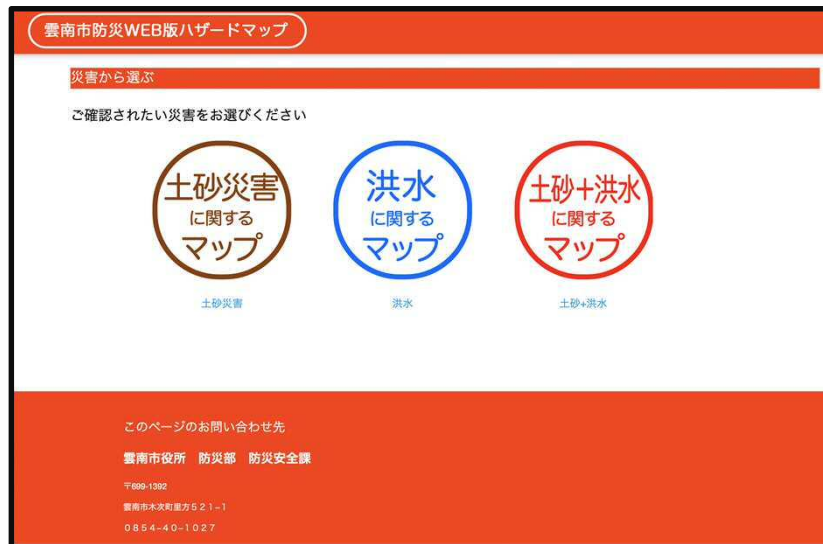 雲南市防災WEB版ハザードマップ
災害から選ぶ
ご確認されたい災害をお選びください
土砂災害
に関する
マップ
洪水
に関する
マップ
土砂+洪水
に関する
マップ
土砂災害
洪水
土砂+洪水
このページのお問い合わせ先
雲南市役所　防災部　防災安全課
〒699-1392
雲南市木次町里方５２１−１
０８５４−４０−１０２７